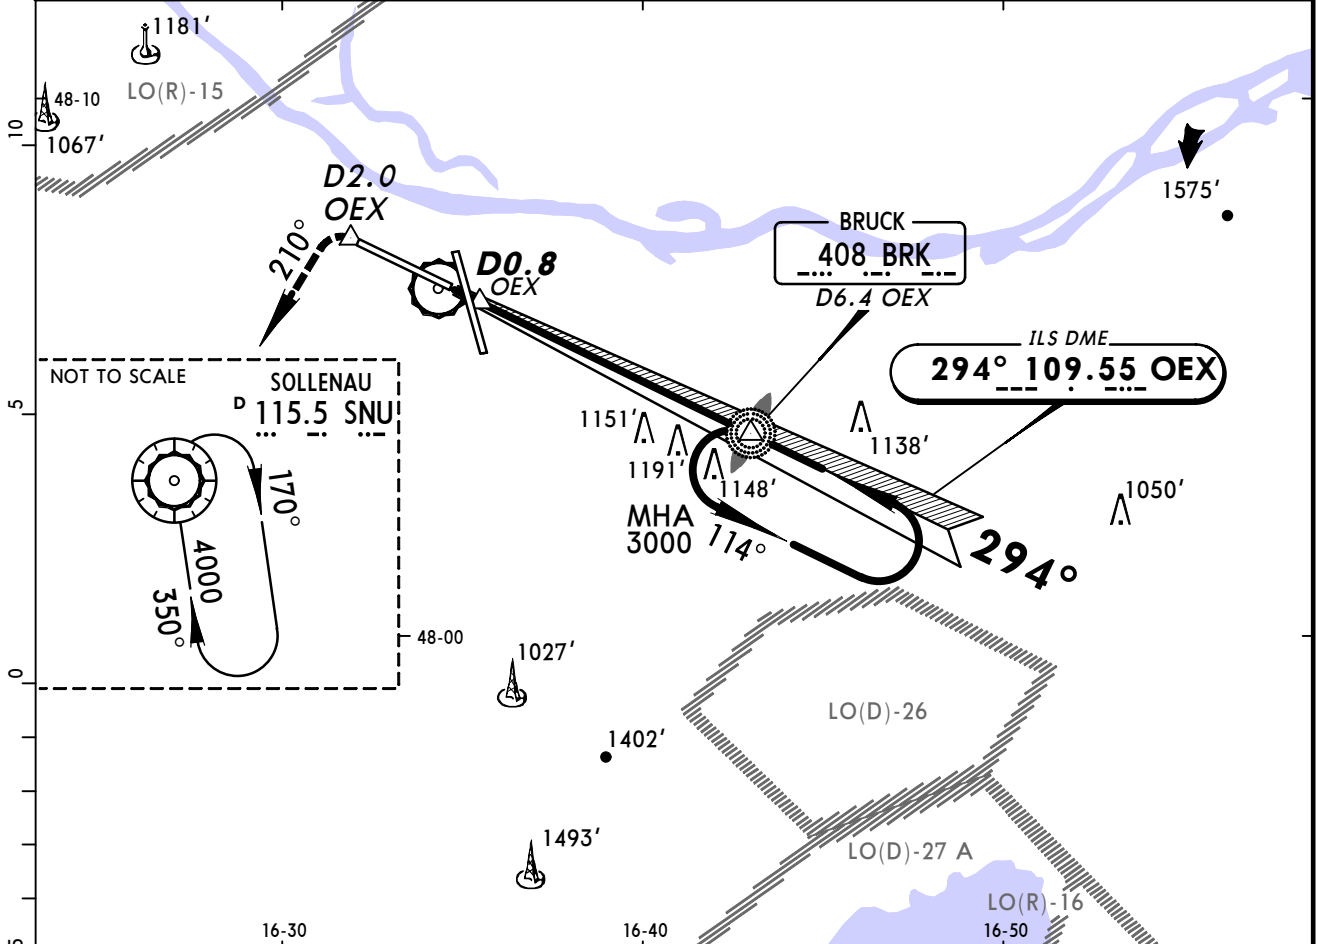 1181'
LO(R)-15
48-10
1067'
10
D2.0
OEX
210°
D0.8
OEX
1575'
BRUCK
408 BRK
D6.4 OEX
ILS DME
294° 109.55 OEX
NOT TO SCALE
SOLLENAU
D 115.5 SNU
170°
4000
350°
5
1151'
1191'
1148'
1138'
1050'
MHA
3000
114°
294°
48-00
0
1027'
LO(D)-26
1402'
1493'
LO(D)-27 A
LO(R)-16
16-30
16-40
16-50